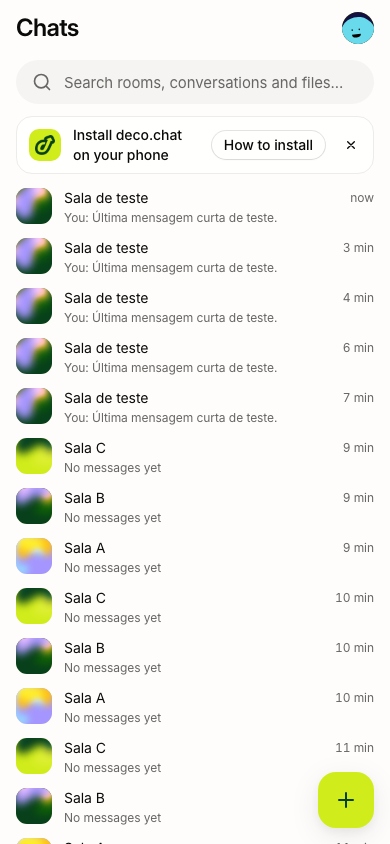 Chats
Search rooms, conversations and files...
Install deco.chat
on your phone
How to install
Sala de teste
now
You: Última mensagem curta de teste.
Sala de teste
3 min
You: Última mensagem curta de teste.
Sala de teste
4 min
You: Última mensagem curta de teste.
Sala de teste
6 min
You: Última mensagem curta de teste.
Sala de teste
7 min
You: Última mensagem curta de teste.
Sala C
9 min
No messages yet
Sala B
9 min
No messages yet
Sala A
9 min
No messages yet
Sala C
10 min
No messages yet
Sala B
10 min
No messages yet
Sala A
10 min
No messages yet
Sala C
11 min
No messages yet
Sala B
No messages yet